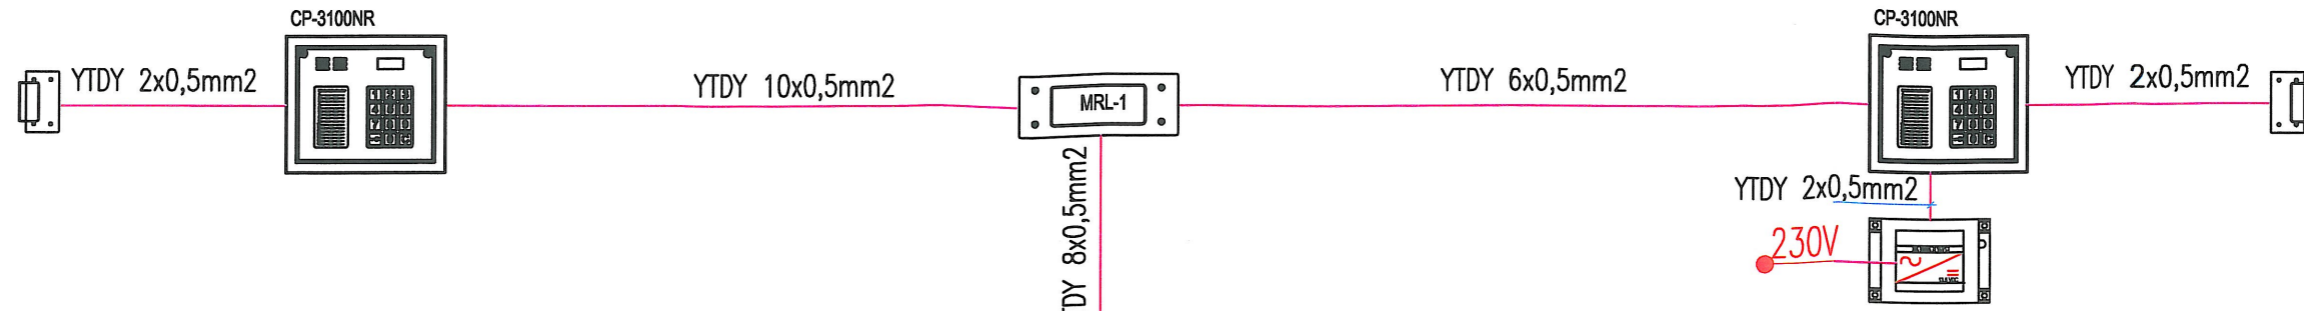 CP-3100NR
CP-3100NR
YTDY 2x0,5mm2
YTDY 10x0,5mm2
MRL-1
YTDY 6x0,5mm2
YTDY 2x0,5mm2
TDY 8x0,5mm2
YTDY 2x0,5mm2
230V